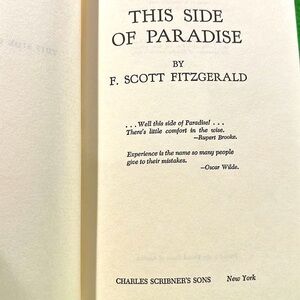 THIS SIDE
OF PARADISE
BY
F. SCOTT FITZGERALD
. . . Well this side of Paradise! . . .
There's little comfort in the wise.
—Rupert Brooke.
Experience is the name so many people
give to their mistakes.
—Oscar Wilde.
CHARLES SCRIBNER'S SONS New York